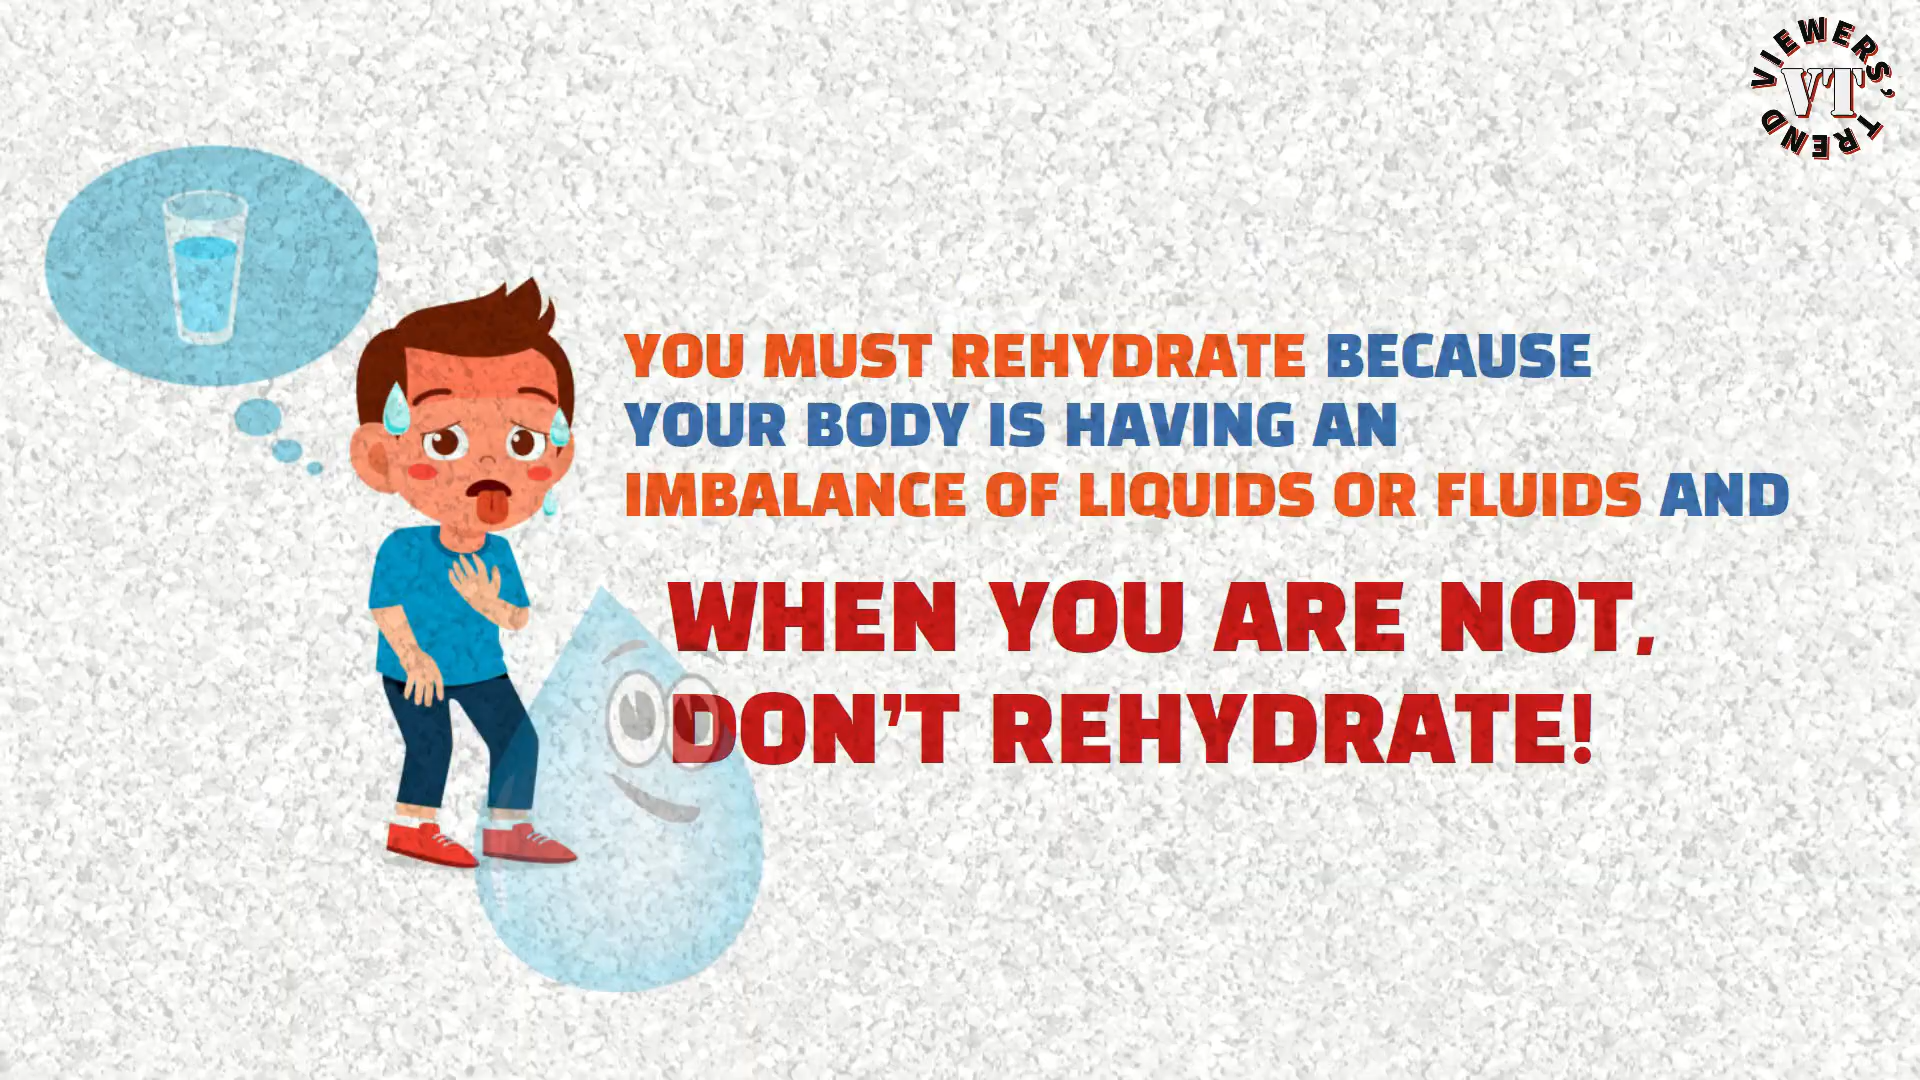 VIEWERS' TREND
VT
YOU MUST REHYDRATE BECAUSE
YOUR BODY IS HAVING AN
IMBALANCE OF LIQUIDS OR FLUIDS AND
WHEN YOU ARE NOT,
DON'T REHYDRATE!